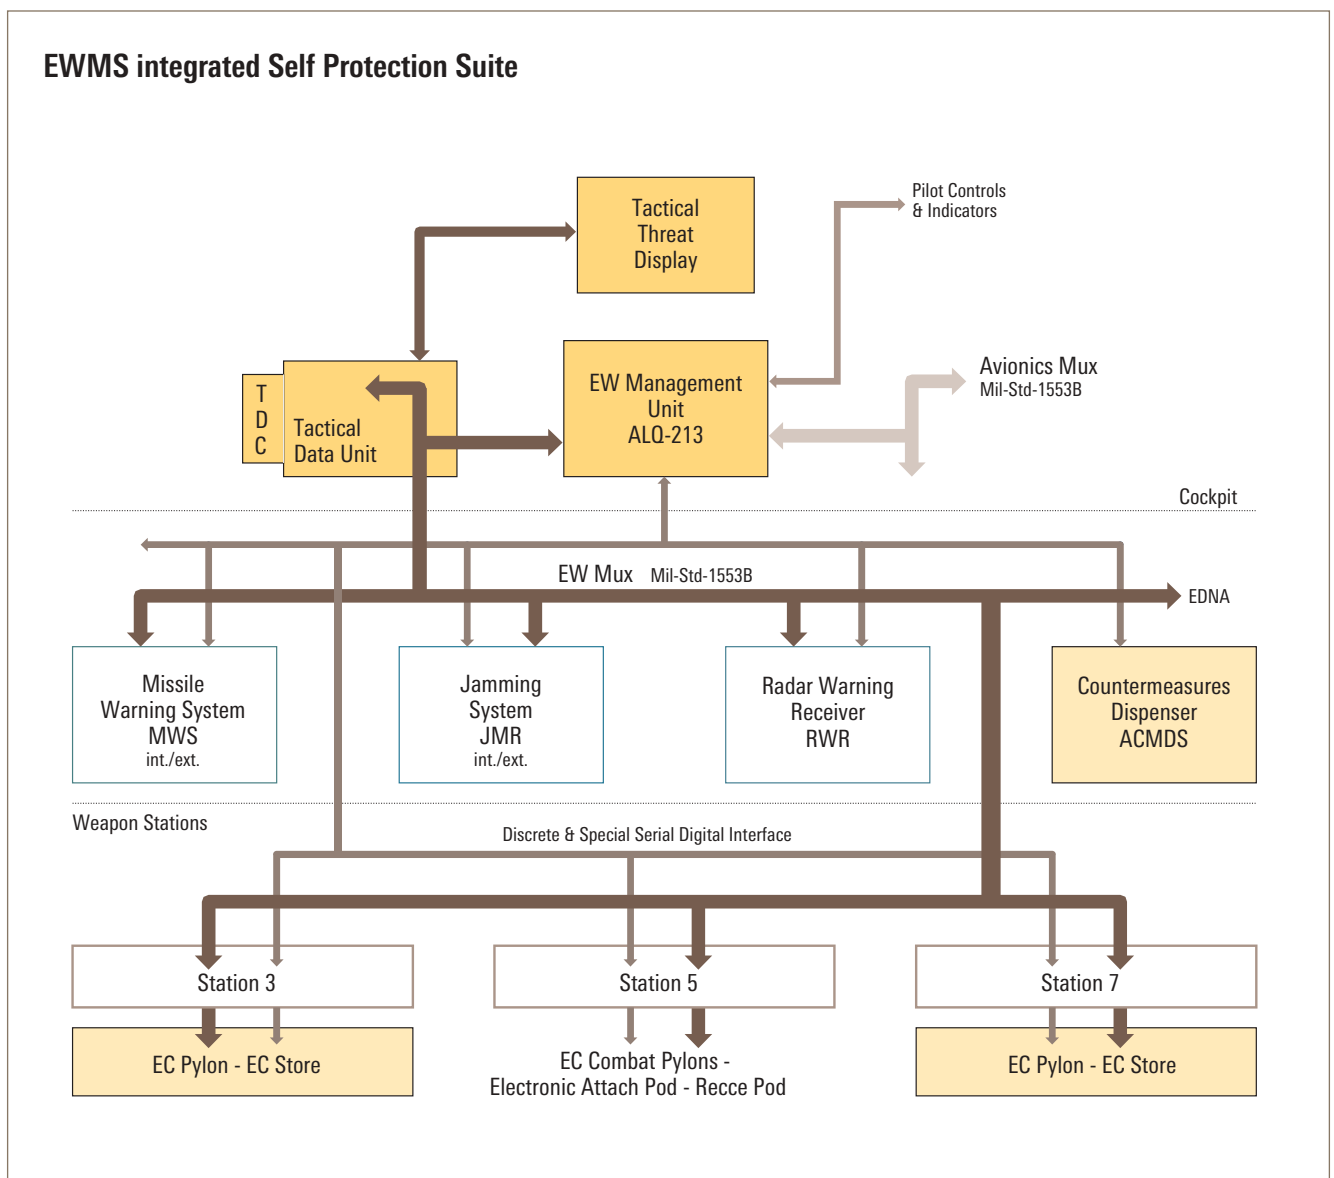 EWMS integrated Self Protection Suite
Tactical
Threat
Display
Pilot Controls
& Indicators
T
D
C
Tactical
Data Unit
EW Management
Unit
ALQ-213
Avionics Mux
Mil-Std-1553B
Cockpit
EW Mux Mil-Std-1553B
EDNA
Missile
Warning System
MWS
int./ext.
Jamming
System
JMR
int./ext.
Radar Warning
Receiver
RWR
Countermeasures
Dispenser
ACMDS
Weapon Stations
Discrete & Special Serial Digital Interface
Station 3
Station 5
Station 7
EC Pylon - EC Store
EC Combat Pylons -
Electronic Attach Pod - Recce Pod
EC Pylon - EC Store